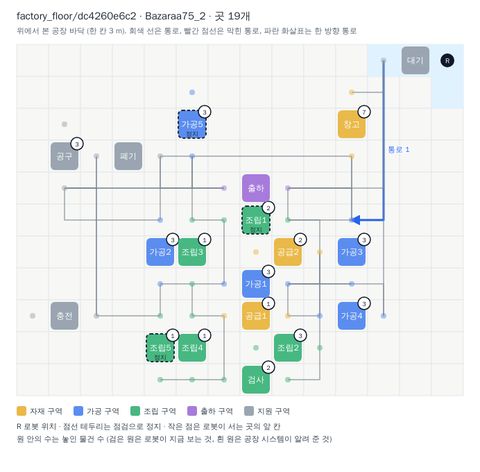 factory_floor/dc4260e6c2 · Bazaraa75_2 · 곳 19개
위에서 본 공장 바닥 (한 칸 3 m). 회색 선은 통로, 빨간 점선은 막힌 통로, 파란 화살표는 한 방향 통로
대기
R
3
가공5
정지
7
창고
통로 1
3
공구
폐기
출하
2
조립1
정지
3
가공2
1
조립3
2
공급2
3
가공3
3
가공1
충전
1
공급1
3
가공4
1
조립5
정지
1
조립4
3
조립2
2
검사
자재 구역
가공 구역
조립 구역
출하 구역
지원 구역
R 로봇 위치 · 점선 테두리는 점검으로 정지 · 작은 점은 로봇이 서는 곳의 앞 칸
원 안의 수는 놓인 물건 수 (검은 원은 로봇이 지금 보는 것, 흰 원은 공장 시스템이 알려 준 것)